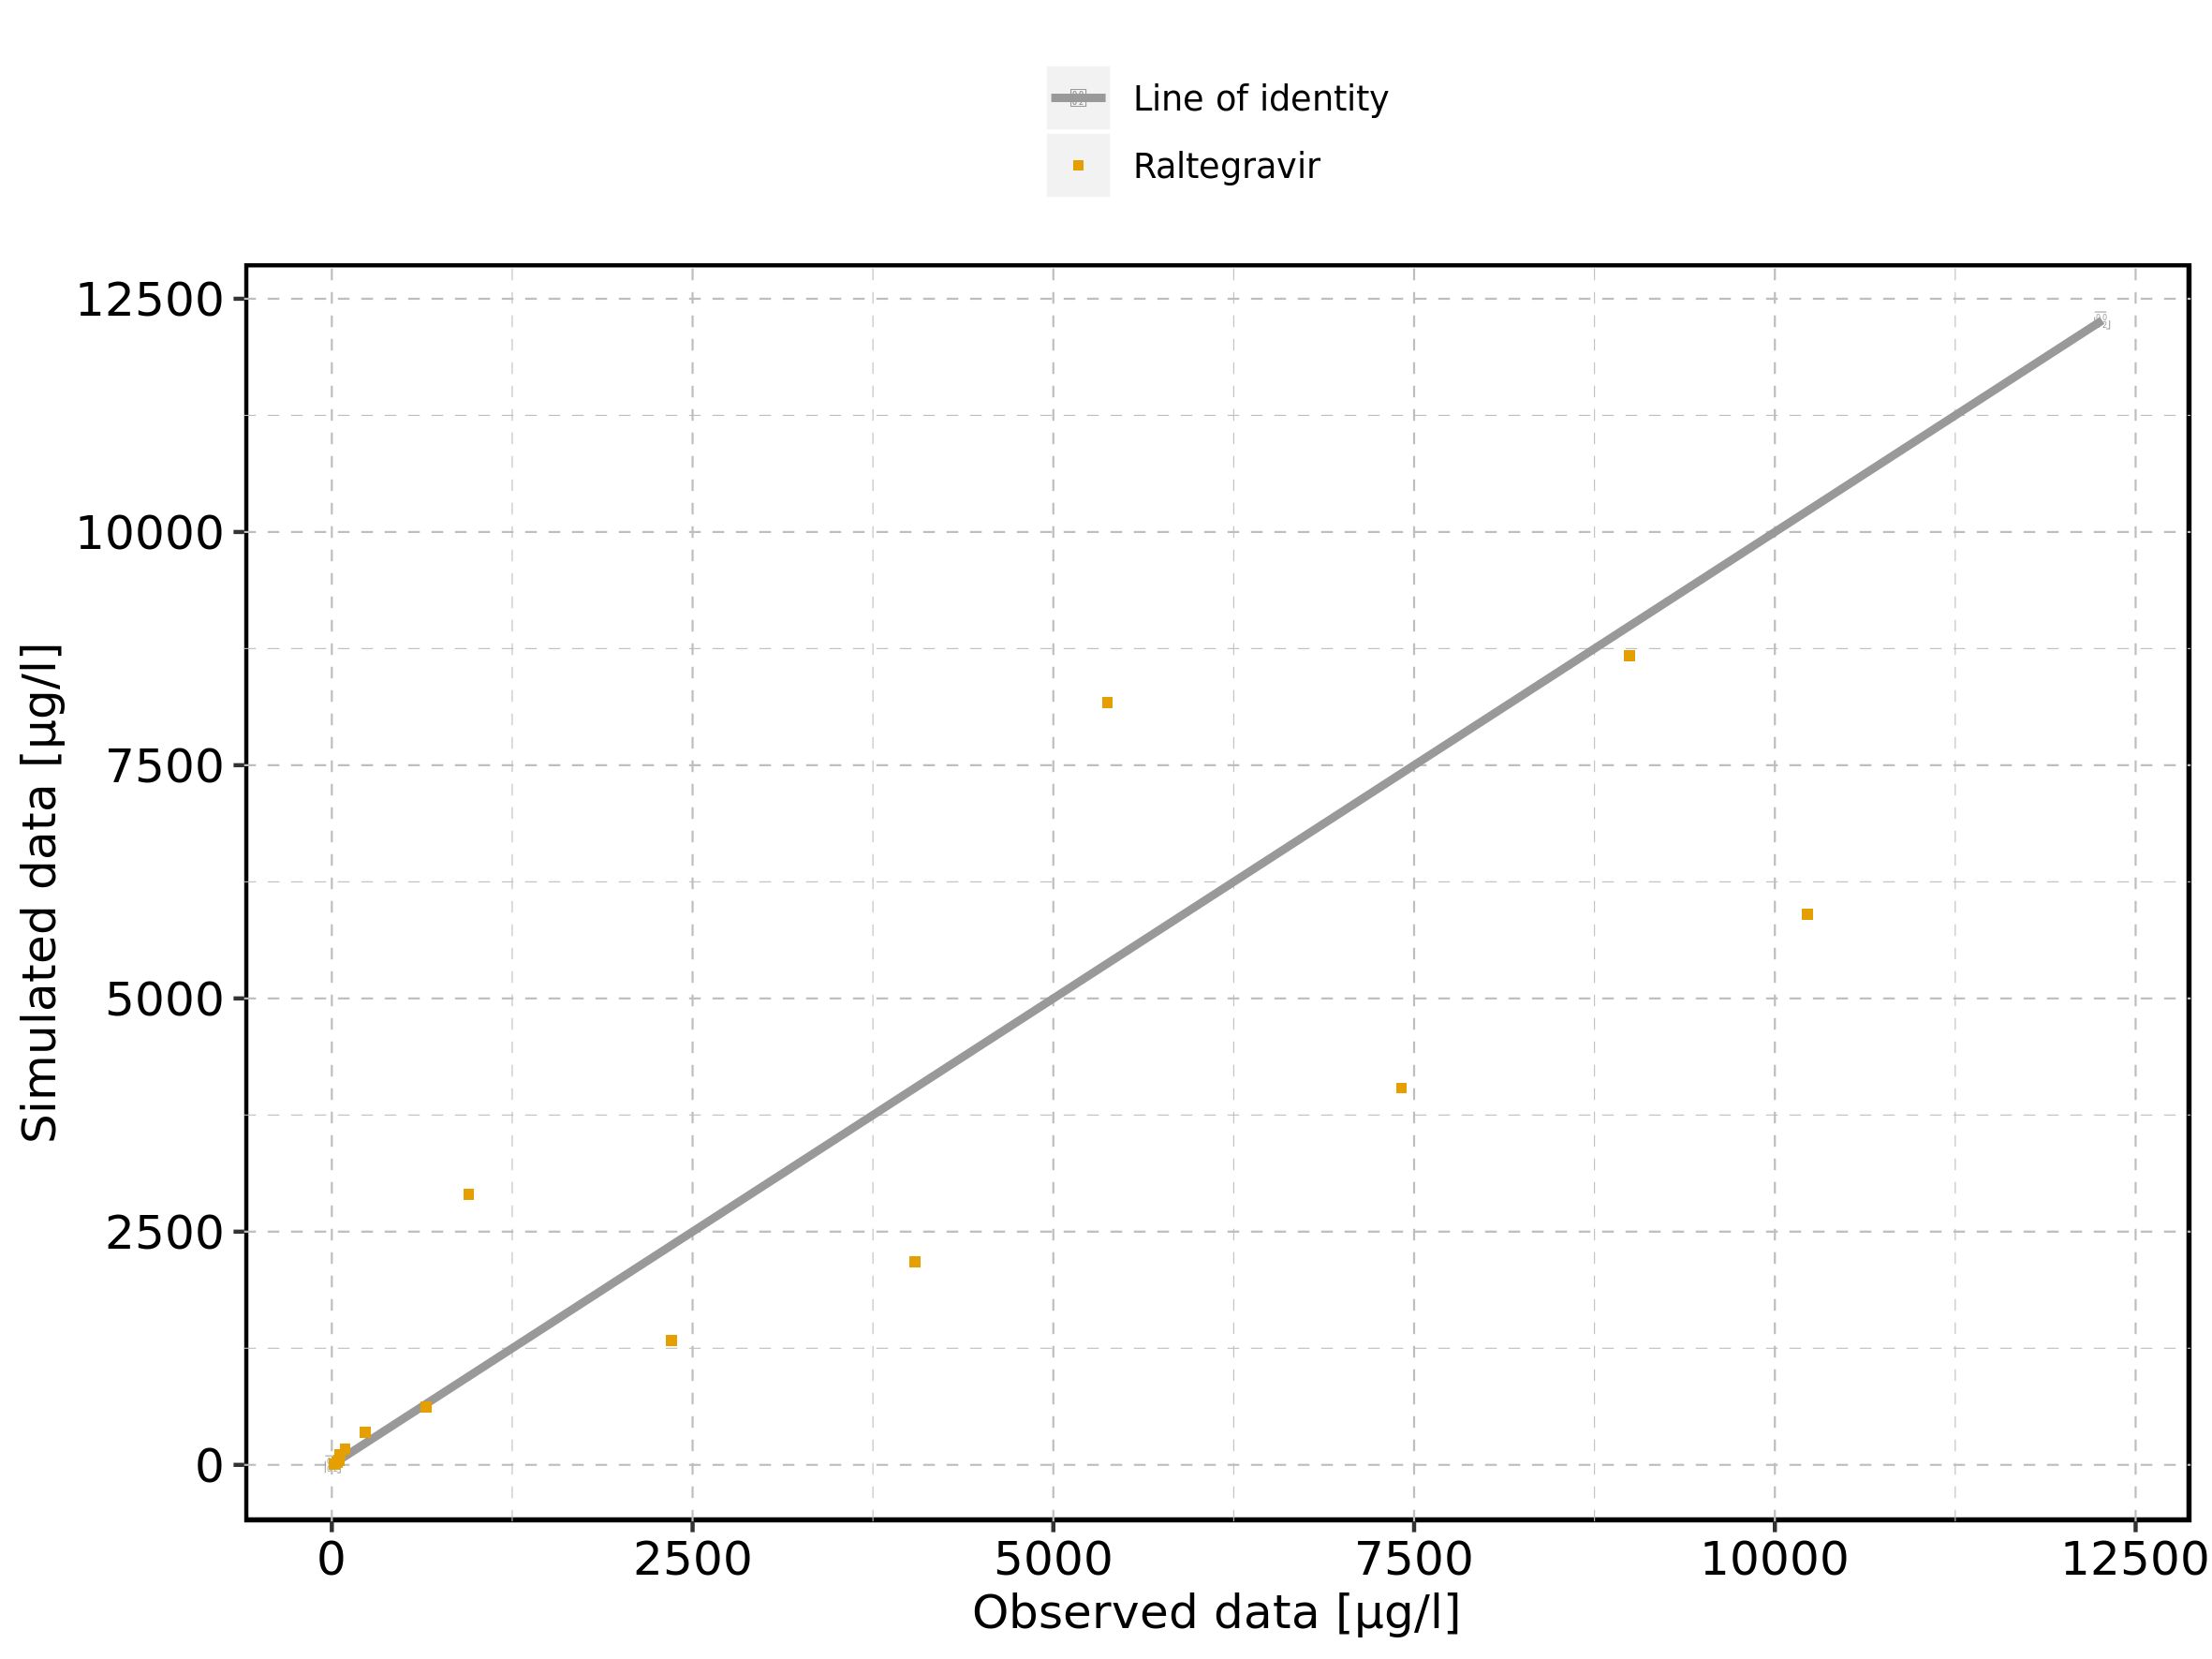 Line of identity
Raltegravir
12500
10000
7500
5000
2500
0
Simulated data [µg/l]
0 2500 5000 7500 10000 12500
Observed data [µg/l]